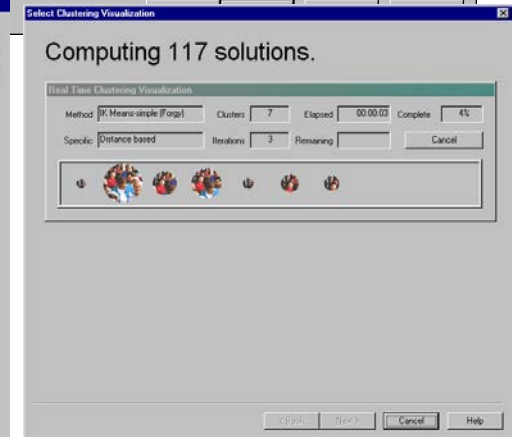 Select Clustering Visualization
Computing 117 solutions.
Real Time Clustering Visualization
Method K Means-simple (Forgy) Clusters 7 Elapsed 00:00:03 Complete 4%
Specific Distance based Iterations 3 Remaining Cancel
< Back Next > Cancel Help